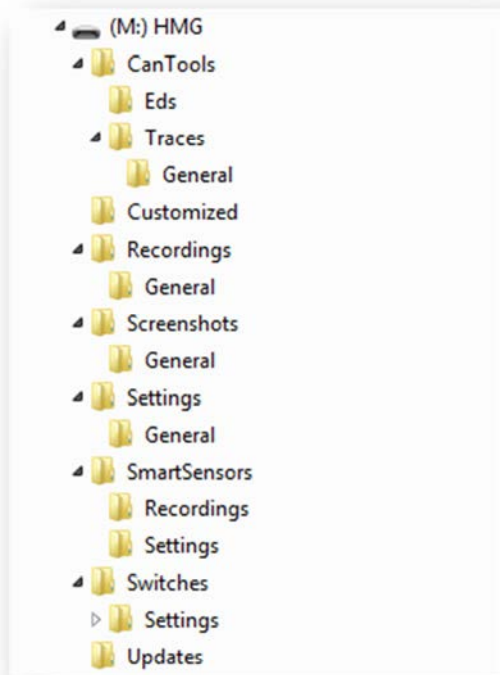 (M:) HMG
CanTools
Eds
Traces
General
Customized
Recordings
General
Screenshots
General
Settings
General
SmartSensors
Recordings
Settings
Switches
Settings
Updates